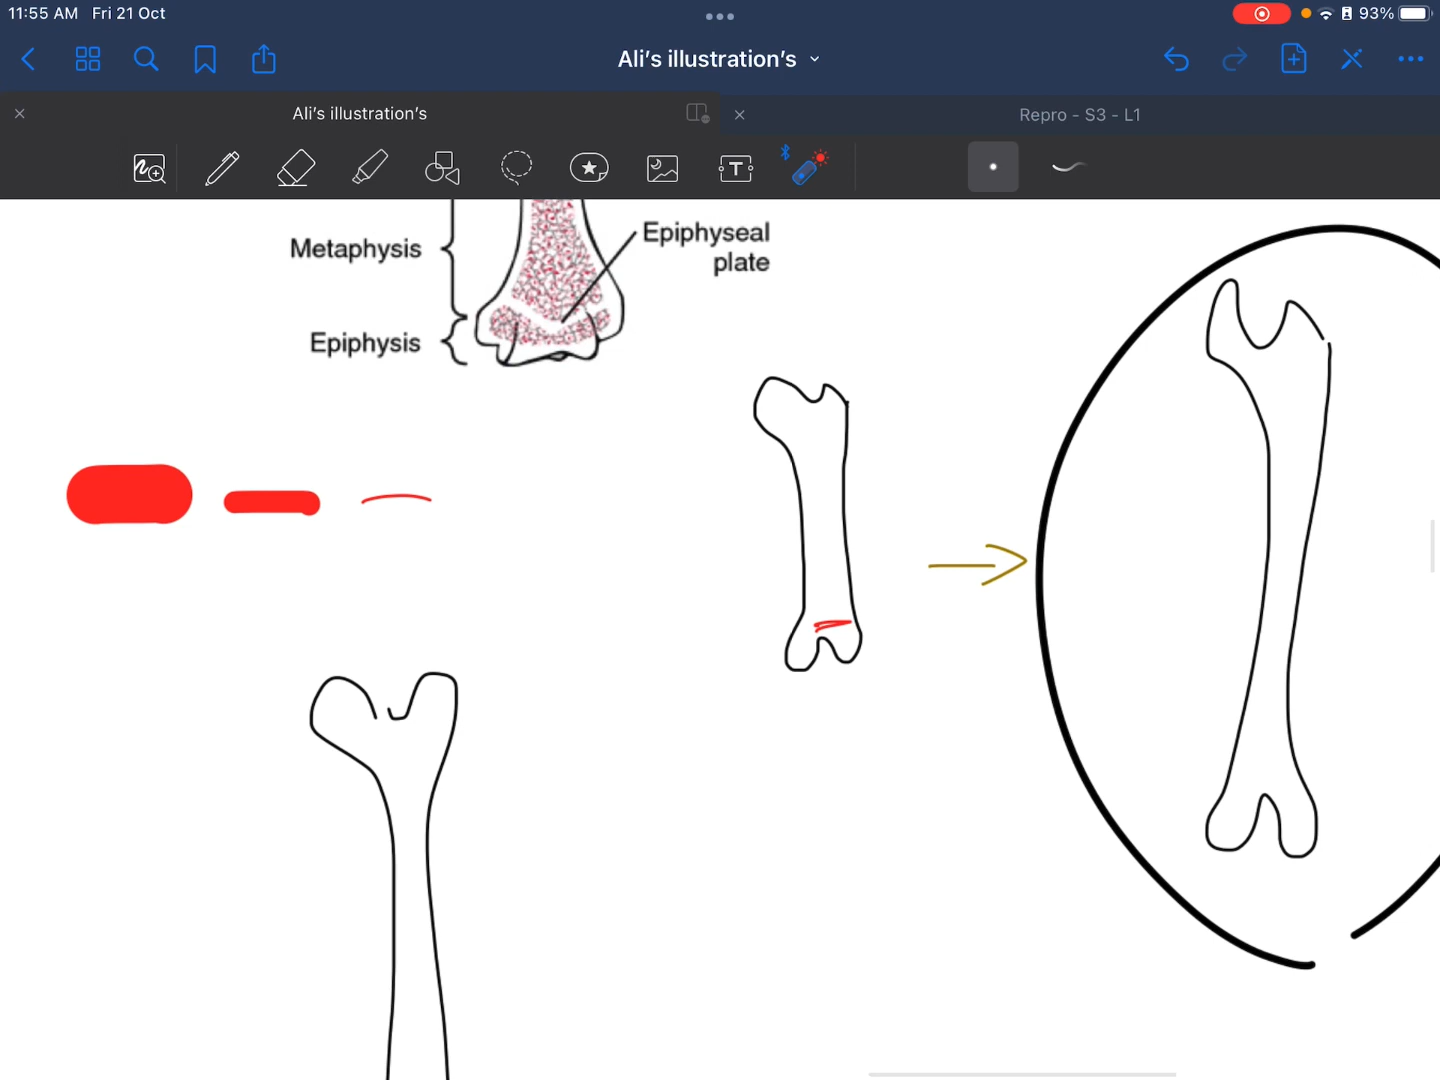 11:55 AM Fri 21 Oct
93%
Ali's illustration's
Ali's illustration's
Repro - S3 - L1
T
Metaphysis
Epiphyseal
plate
Epiphysis